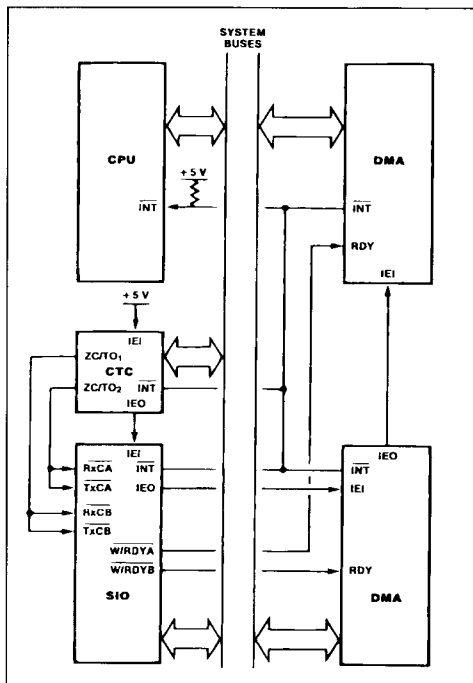 SYSTEM
BUSES
CPU
DMA
+5 V
INT
INT
RDY
IEI
+5 V
IEI
ZC/TO1
CTC
ZC/TO2
INT
IEO
IEI
RxCA
INT
TxCA
IEO
RxCB
TxCB
W/RDYA
W/RDYB
SIO
IEO
INT
IEI
RDY
DMA